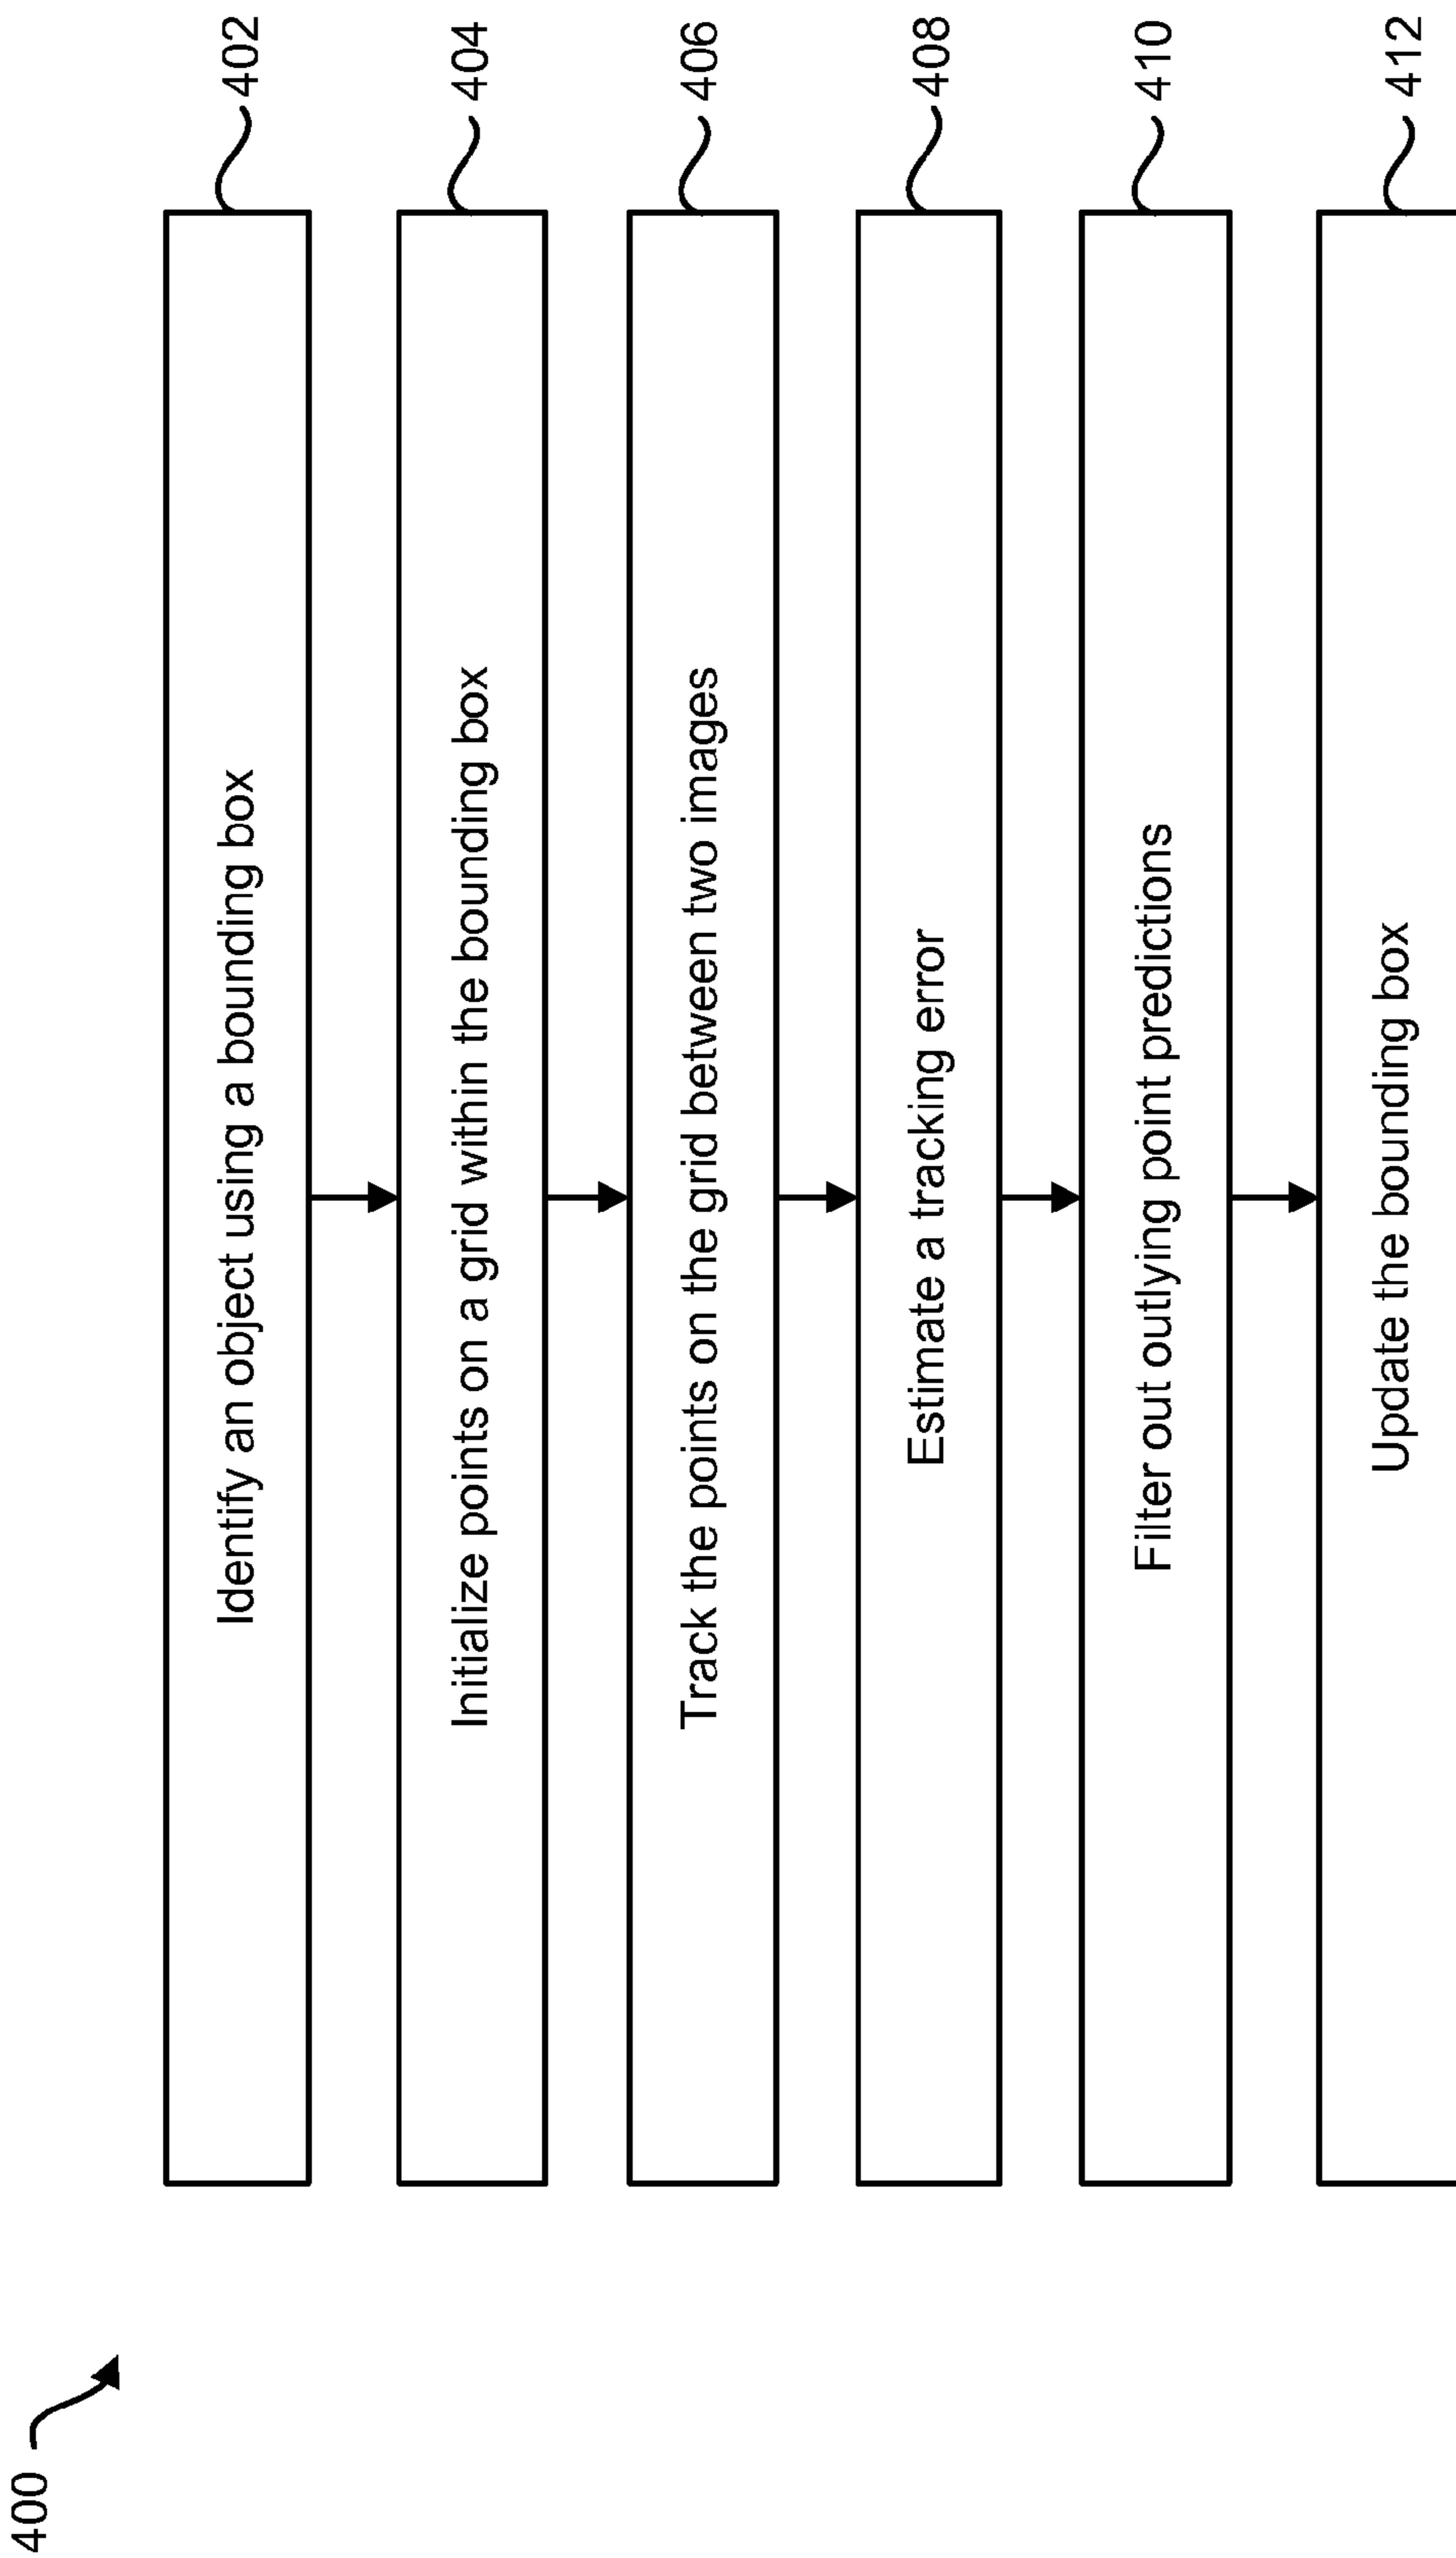 400
Identify an object using a bounding box
402
Initialize points on a grid within the bounding box
404
Track the points on the grid between two images
406
Estimate a tracking error
408
Filter out outlying point predictions
410
Update the bounding box
412